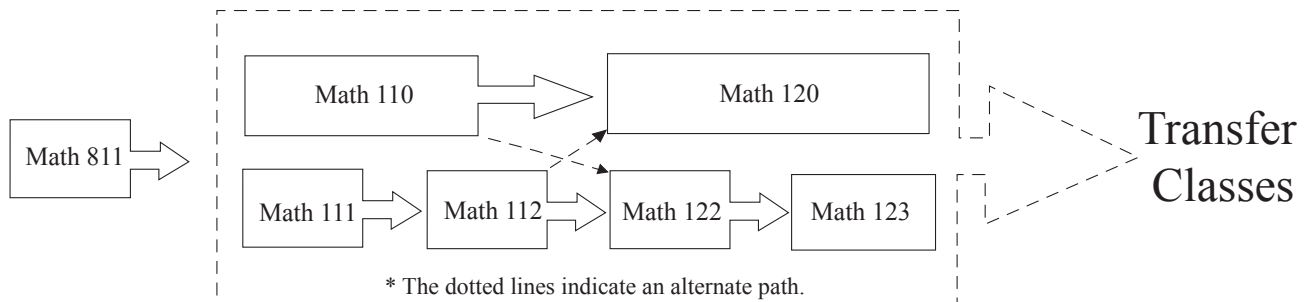 Math 110
Math 120
Math 811
Transfer
Classes
Math 111
Math 112
Math 122
Math 123
* The dotted lines indicate an alternate path.